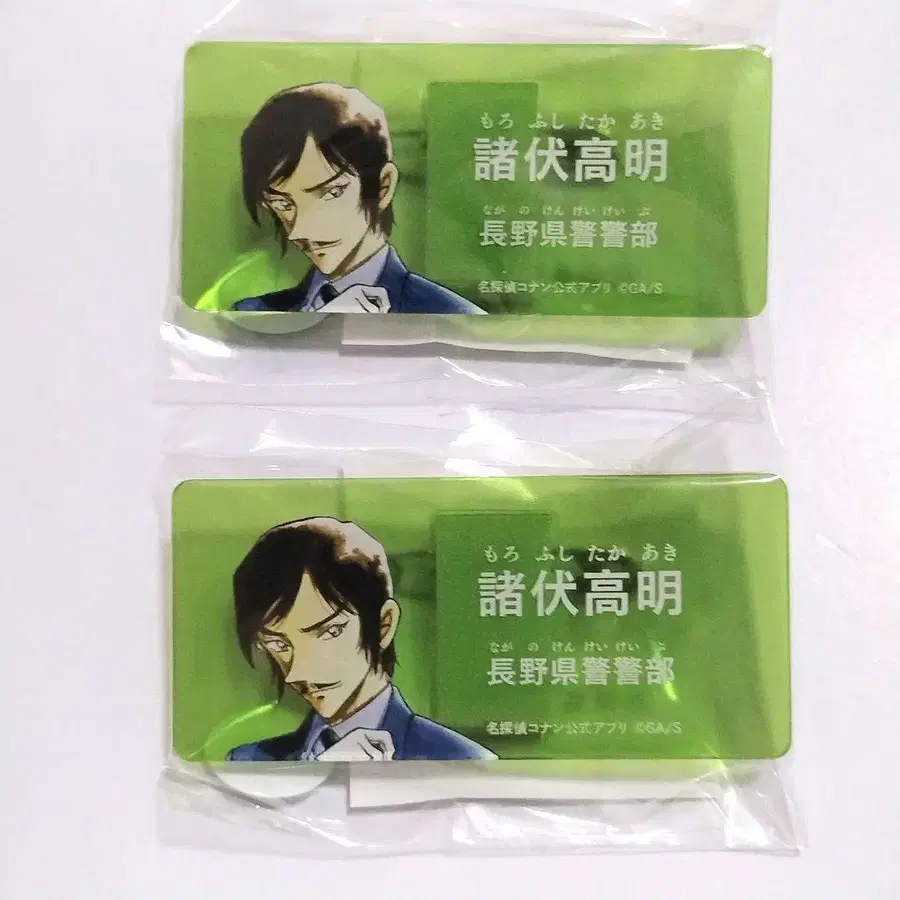 もろ ふし たか あき
諸伏高明
なが の けん けい けい ぶ
長野県警警部
名探偵コナン公式アプリ ©GA/S
もろ ふし たか あき
諸伏高明
なが の けん けい けい ぶ
長野県警警部
名探偵コナン公式アプリ ©GA/S